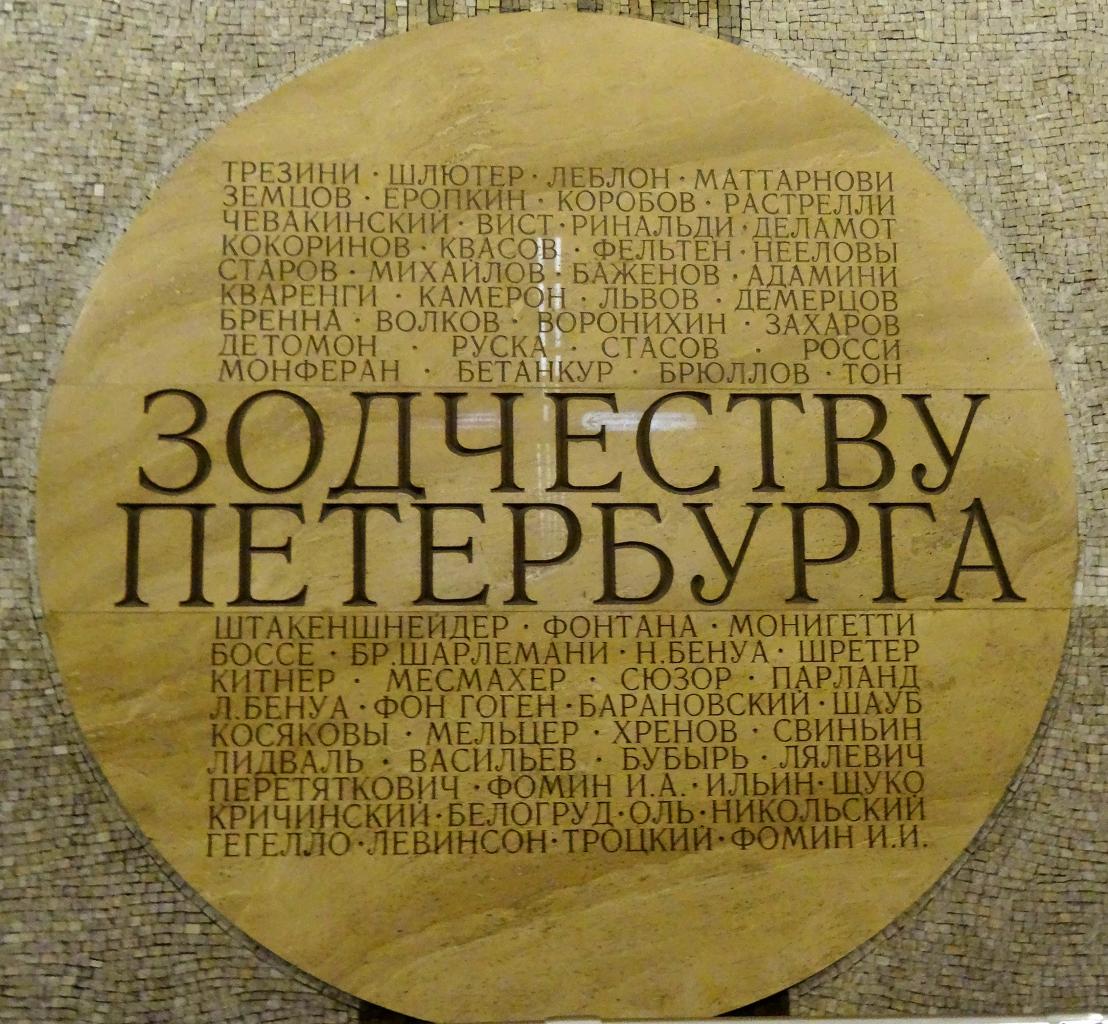 ТРЕЗИНИ · ШЛЮТЕР · ЛЕБЛОН · МАТТАРНОВИ
ЗЕМЦОВ · ЕРОПКИН · КОРОБОВ · РАСТРЕЛЛИ
ЧЕВАКИНСКИЙ · ВИСТ · РИНАЛЬДИ · ДЕЛАМОТ
КОКОРИНОВ · КВАСОВ · ФЕЛЬТЕН · НЕЕЛОВЫ
СТАРОВ · МИХАЙЛОВ · БАЖЕНОВ · АДАМИНИ
КВАРЕНГИ · КАМЕРОН · ЛЬВОВ · ДЕМЕРЦОВ
БРЕННА · ВОЛКОВ · ВОРОНИХИН · ЗАХАРОВ
ДЕТОМОН · РУСКА · СТАСОВ · РОССИ
МОНФЕРАН · БЕТАНКУР · БРЮЛЛОВ · ТОН
ЗОДЧЕСТВУ
ПЕТЕРБУРГА
ШТАКЕНШНЕЙДЕР · ФОНТАНА · МОНИГЕТТИ
БОССЕ · БР.ШАРЛЕМАНИ · Н.БЕНУА · ШРЕТЕР
КИТНЕР · МЕСМАХЕР · СЮЗОР · ПАРЛАНД
Л.БЕНУА · ФОН ГОГЕН · БАРАНОВСКИЙ · ШАУБ
КОСЯКОВЫ · МЕЛЬЦЕР · ХРЕНОВ · СВИНЬИН
ЛИДВАЛЬ · ВАСИЛЬЕВ · БУБЫРЬ · ЛЯЛЕВИЧ
ПЕРЕТЯТКОВИЧ · ФОМИН И.А. · ИЛЬИН · ЩУКО
КРИЧИНСКИЙ · БЕЛОГРУД · ОЛЬ · НИКОЛЬСКИЙ
ГЕГЕЛЛО · ЛЕВИНСОН · ТРОЦКИЙ · ФОМИН И.И.